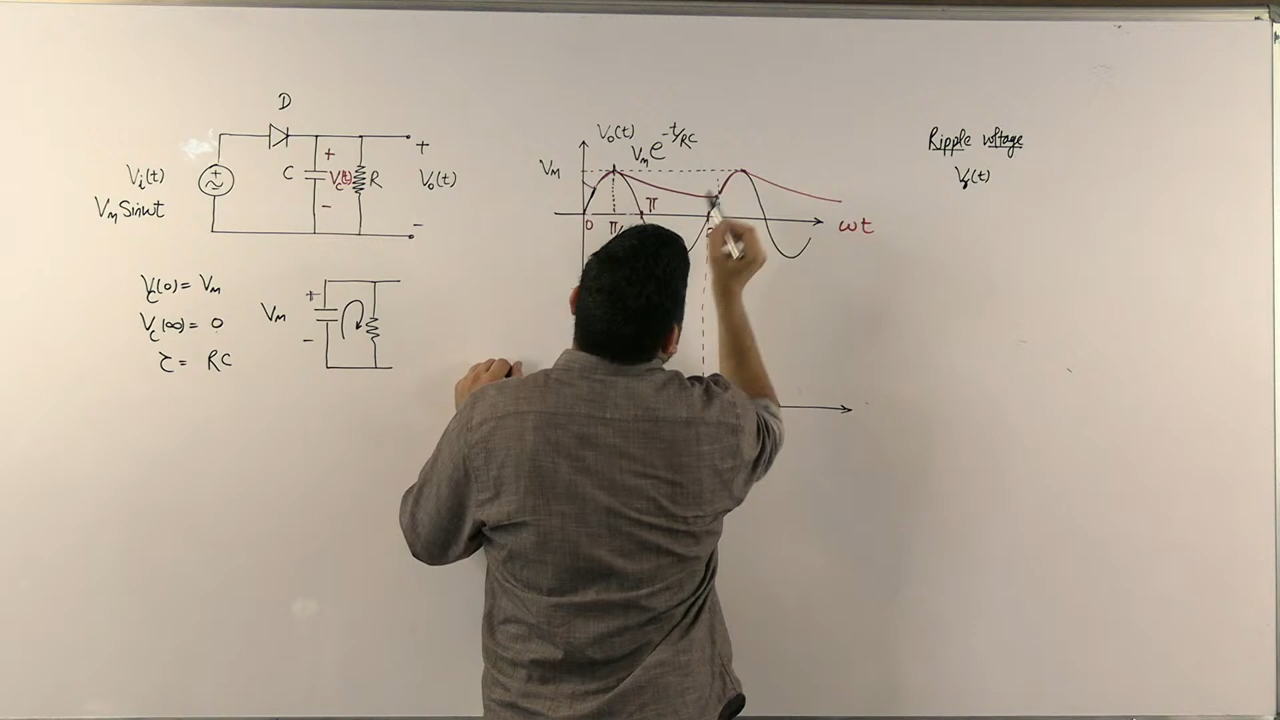 D
+
C
+
Vc(t)
-
R
+
Vo(t)
-
Vi(t)
VM Sinωt
Vc(0) = VM
Vc(∞) = 0
τ = RC
VM
+
-
Vo(t)
VM e^-t/RC
VM
0
π/
π
ωt
Ripple voltage
Vr(t)